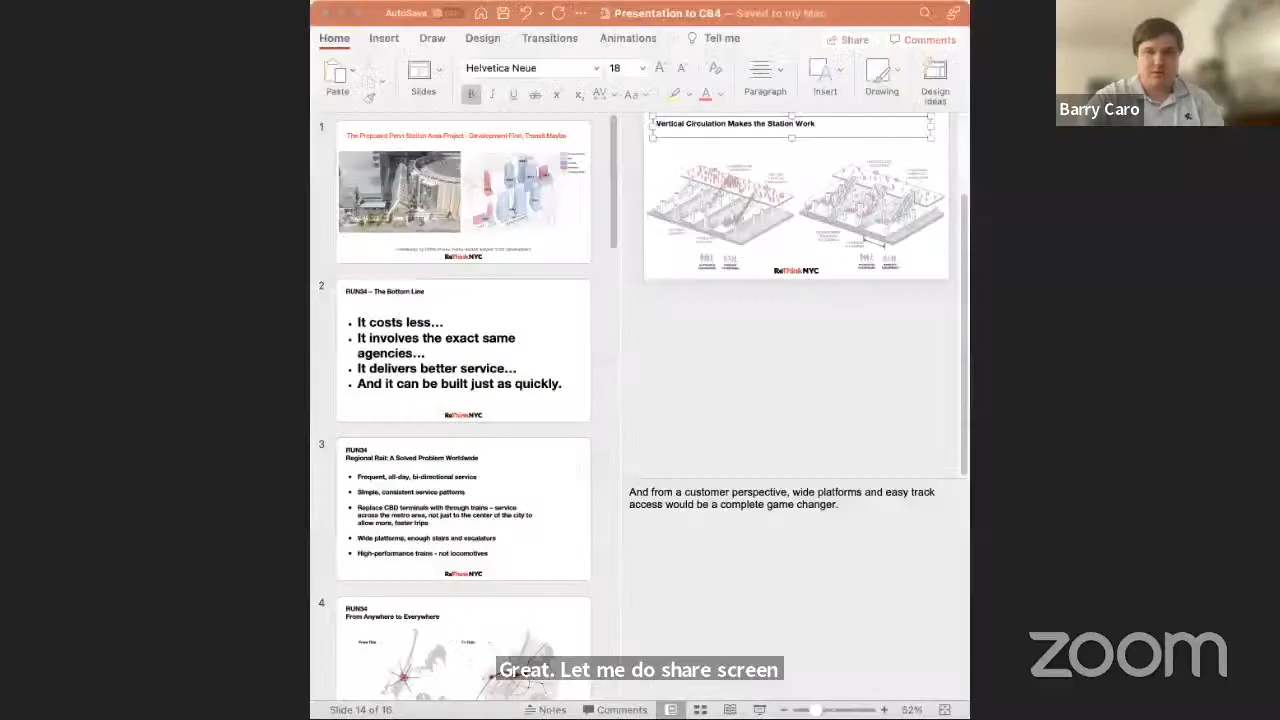 AutoSave
Presentation to CB4 — Saved to my Mac
Home
Insert
Draw
Design
Transitions
Animations
Tell me
Share
Comments
Paste
Slides
Helvetica Neue
18
Paragraph
Insert
Drawing
Design
Ideas
Barry Caro
1
The Proposed Penn Station Area Project - Development First, Transit Maybe
ReThinkNYC
2
RUN34 – The Bottom Line
• It costs less…
• It involves the exact same
agencies…
• It delivers better service…
• And it can be built just as quickly.
ReThinkNYC
3
RUN34
Regional Rail: A Solved Problem Worldwide
• Frequent, all-day, bi-directional service
• Simple, consistent service patterns
• Replace CBD terminals with through trains – service
across the metro area, not just to the center of the city to
allow more, faster trips
• Wide platforms, enough stairs and escalators
• High-performance trains - not locomotives
ReThinkNYC
4
RUN34
From Anywhere to Everywhere
Vertical Circulation Makes the Station Work
ReThinkNYC
And from a customer perspective, wide platforms and easy track
access would be a complete game changer.
Great. Let me do share screen
Slide 14 of 16
Notes
Comments
52%
zoom